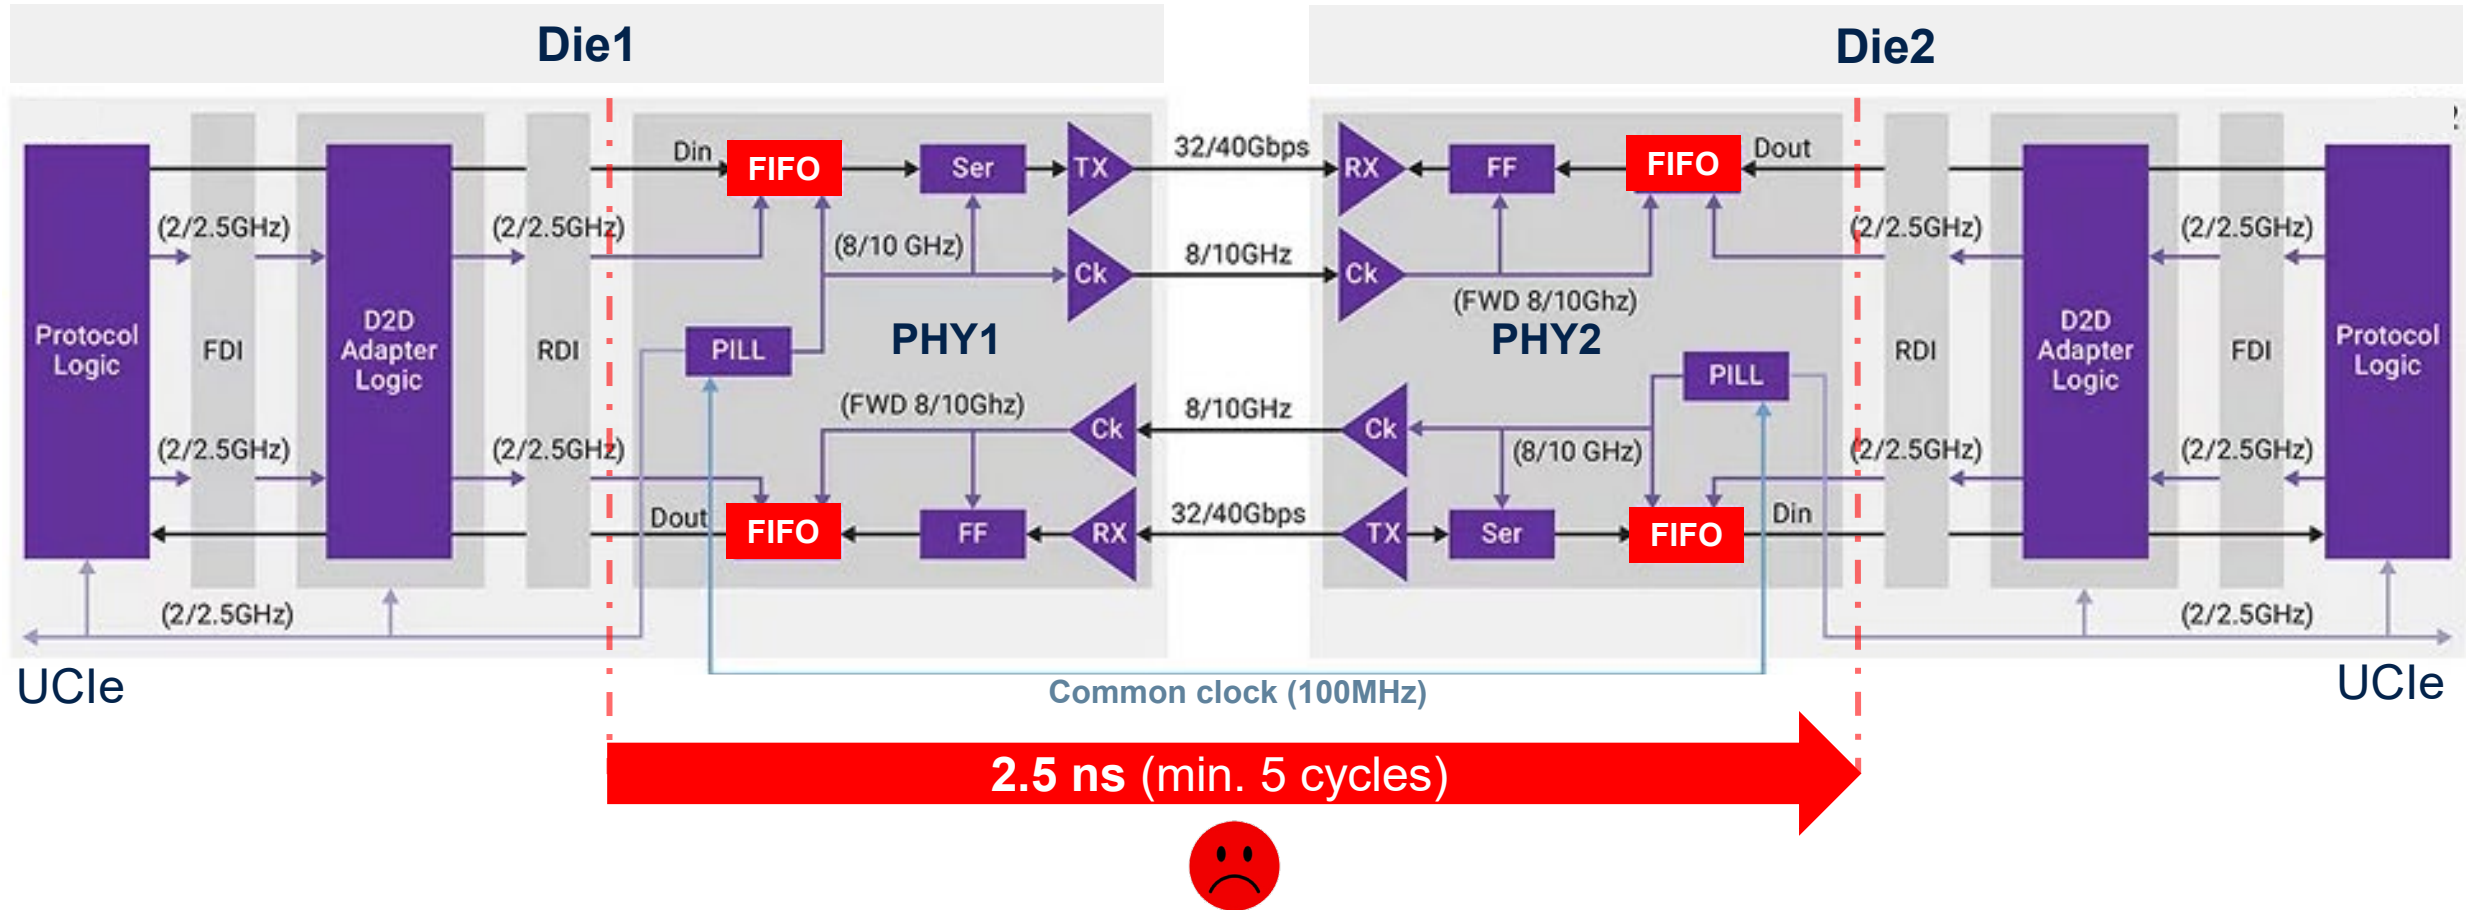 Die1
Die2
Din
FIFO
Ser
TX
32/40Gbps
RX
FF
FIFO
Dout
(2/2.5GHz)
(2/2.5GHz)
(8/10 GHz)
Ck
8/10GHz
Ck
(FWD 8/10Ghz)
(2/2.5GHz)
(2/2.5GHz)
Protocol
Logic
FDI
D2D
Adapter
Logic
RDI
PILL
PHY1
PHY2
PILL
RDI
D2D
Adapter
Logic
FDI
Protocol
Logic
(FWD 8/10Ghz)
Ck
8/10GHz
Ck
(8/10 GHz)
(2/2.5GHz)
(2/2.5GHz)
(2/2.5GHz)
(2/2.5GHz)
Dout
FIFO
FF
RX
32/40Gbps
TX
Ser
FIFO
Din
(2/2.5GHz)
(2/2.5GHz)
UCIe
Common clock (100MHz)
UCIe
2.5 ns (min. 5 cycles)